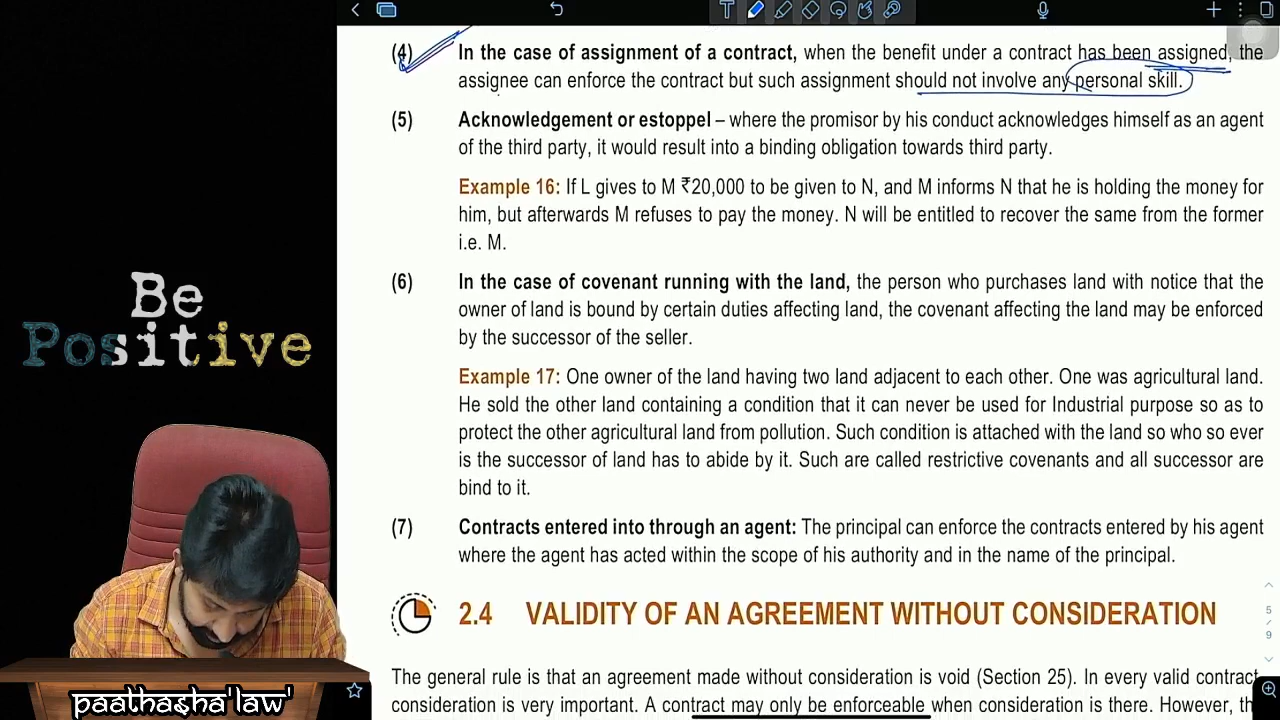 (4) In the case of assignment of a contract, when the benefit under a contract has been assigned, the
assignee can enforce the contract but such assignment should not involve any personal skill.
(5) Acknowledgement or estoppel – where the promisor by his conduct acknowledges himself as an agent
of the third party, it would result into a binding obligation towards third party.
Example 16: If L gives to M ₹20,000 to be given to N, and M informs N that he is holding the money for
him, but afterwards M refuses to pay the money. N will be entitled to recover the same from the former
i.e. M.
(6) In the case of covenant running with the land, the person who purchases land with notice that the
owner of land is bound by certain duties affecting land, the covenant affecting the land may be enforced
by the successor of the seller.
Example 17: One owner of the land having two land adjacent to each other. One was agricultural land.
He sold the other land containing a condition that it can never be used for Industrial purpose so as to
protect the other agricultural land from pollution. Such condition is attached with the land so who so ever
is the successor of land has to abide by it. Such are called restrictive covenants and all successor are
bind to it.
(7) Contracts entered into through an agent: The principal can enforce the contracts entered by his agent
where the agent has acted within the scope of his authority and in the name of the principal.
2.4 VALIDITY OF AN AGREEMENT WITHOUT CONSIDERATION
The general rule is that an agreement made without consideration is void (Section 25). In every valid contract
consideration is very important. A contract may only be enforceable when consideration is there. However, th
Be
Positive
paathasha'law'
5
/
9